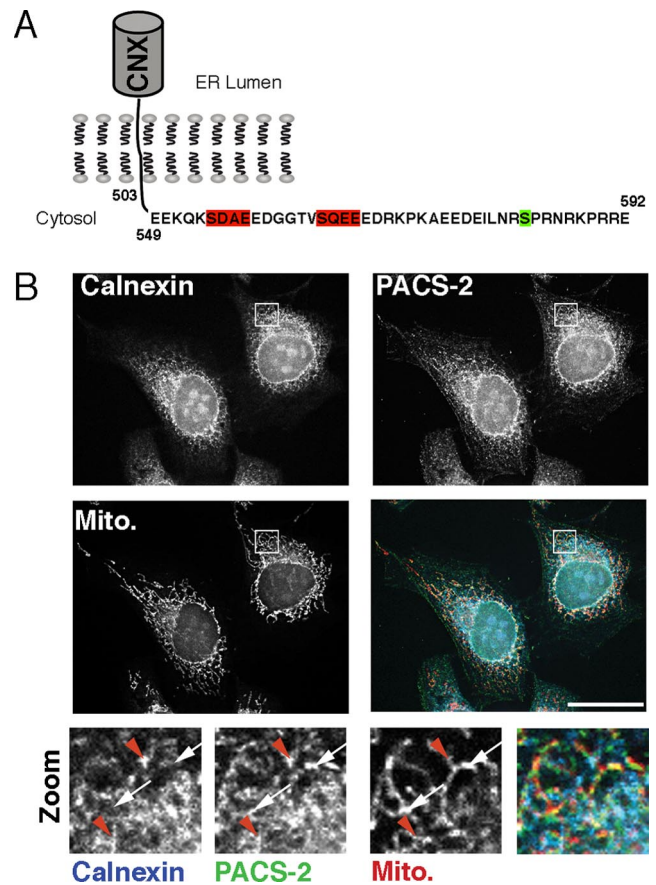 A
CNX
ER Lumen
503
Cytosol
592
EEKQKSDAEEDGGTVSQEEEDRKPKAEEDEILNRSPRNRKPRRE
549
B
Calnexin
PACS-2
Mito.
Zoom
Calnexin
PACS-2
Mito.